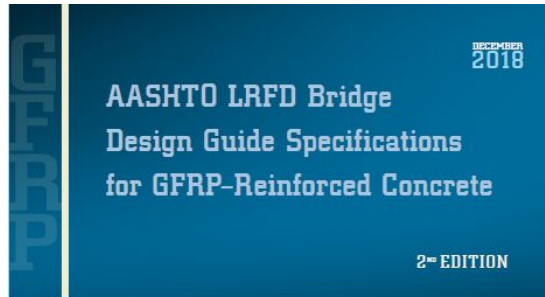 GFRP
DECEMBER
2018
AASHTO LRFD Bridge
Design Guide Specifications
for GFRP-Reinforced Concrete
2ND EDITION